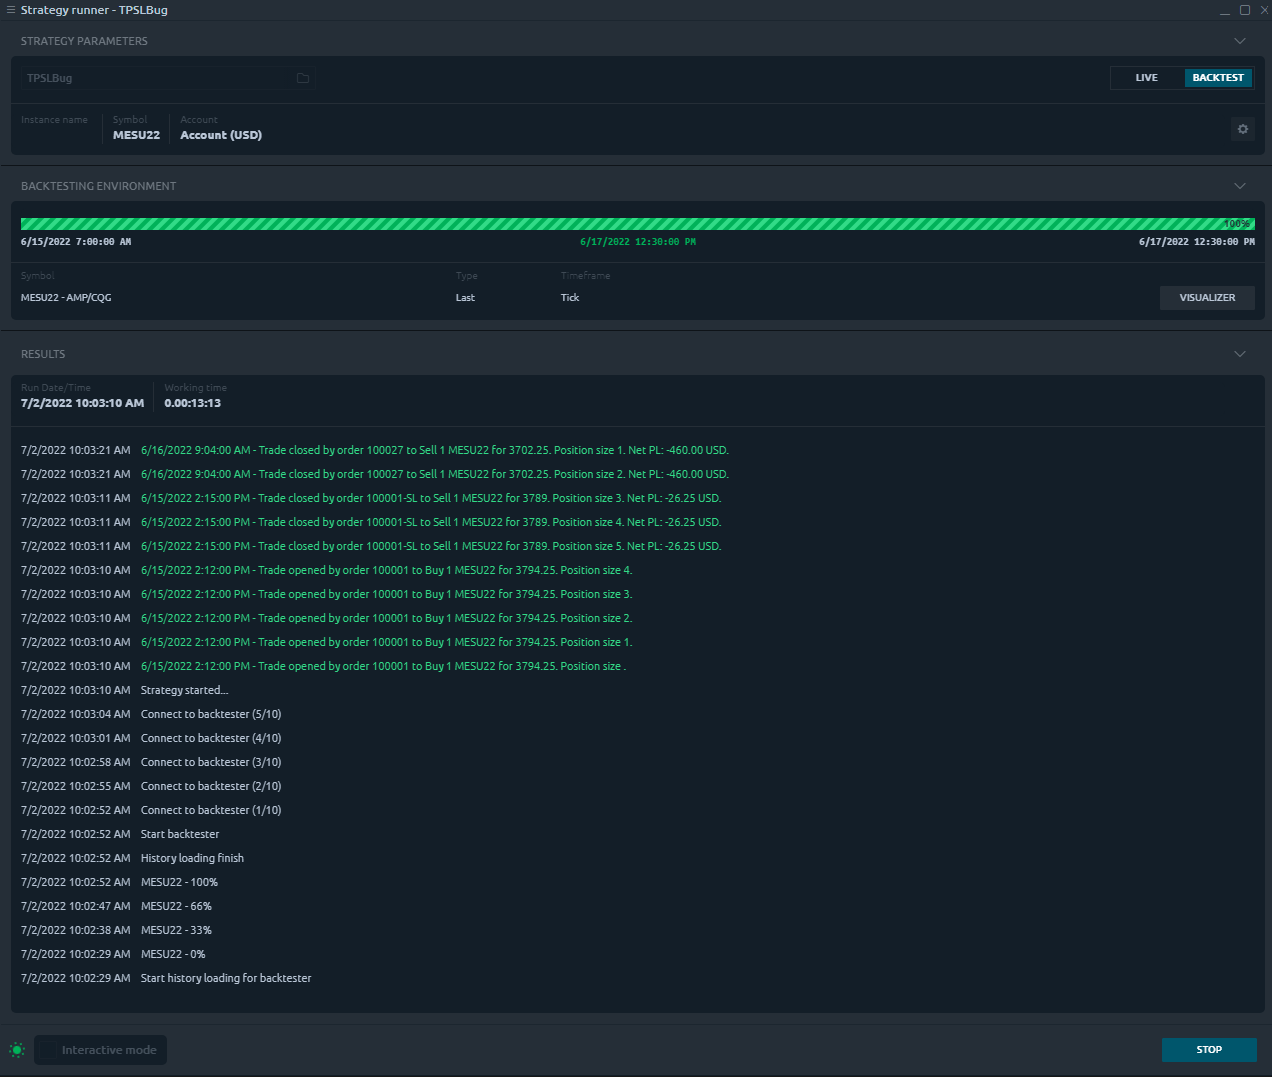 Strategy runner - TPSLBug
STRATEGY PARAMETERS
TPSLBug
LIVE BACKTEST
Instance name Symbol Account
MESU22 Account (USD)
BACKTESTING ENVIRONMENT
100%
6/15/2022 7:00:00 AM 6/17/2022 12:30:00 PM 6/17/2022 12:30:00 PM
Symbol Type Timeframe
MESU22 - AMP/CQG Last Tick VISUALIZER
RESULTS
Run Date/Time Working time
7/2/2022 10:03:10 AM 0.00:13:13
7/2/2022 10:03:21 AM 6/16/2022 9:04:00 AM - Trade closed by order 100027 to Sell 1 MESU22 for 3702.25. Position size 1. Net PL: -460.00 USD.
7/2/2022 10:03:21 AM 6/16/2022 9:04:00 AM - Trade closed by order 100027 to Sell 1 MESU22 for 3702.25. Position size 2. Net PL: -460.00 USD.
7/2/2022 10:03:11 AM 6/15/2022 2:15:00 PM - Trade closed by order 100001-SL to Sell 1 MESU22 for 3789. Position size 3. Net PL: -26.25 USD.
7/2/2022 10:03:11 AM 6/15/2022 2:15:00 PM - Trade closed by order 100001-SL to Sell 1 MESU22 for 3789. Position size 4. Net PL: -26.25 USD.
7/2/2022 10:03:11 AM 6/15/2022 2:15:00 PM - Trade closed by order 100001-SL to Sell 1 MESU22 for 3789. Position size 5. Net PL: -26.25 USD.
7/2/2022 10:03:10 AM 6/15/2022 2:12:00 PM - Trade opened by order 100001 to Buy 1 MESU22 for 3794.25. Position size 4.
7/2/2022 10:03:10 AM 6/15/2022 2:12:00 PM - Trade opened by order 100001 to Buy 1 MESU22 for 3794.25. Position size 3.
7/2/2022 10:03:10 AM 6/15/2022 2:12:00 PM - Trade opened by order 100001 to Buy 1 MESU22 for 3794.25. Position size 2.
7/2/2022 10:03:10 AM 6/15/2022 2:12:00 PM - Trade opened by order 100001 to Buy 1 MESU22 for 3794.25. Position size 1.
7/2/2022 10:03:10 AM 6/15/2022 2:12:00 PM - Trade opened by order 100001 to Buy 1 MESU22 for 3794.25. Position size .
7/2/2022 10:03:10 AM Strategy started...
7/2/2022 10:03:04 AM Connect to backtester (5/10)
7/2/2022 10:03:01 AM Connect to backtester (4/10)
7/2/2022 10:02:58 AM Connect to backtester (3/10)
7/2/2022 10:02:55 AM Connect to backtester (2/10)
7/2/2022 10:02:52 AM Connect to backtester (1/10)
7/2/2022 10:02:52 AM Start backtester
7/2/2022 10:02:52 AM History loading finish
7/2/2022 10:02:52 AM MESU22 - 100%
7/2/2022 10:02:47 AM MESU22 - 66%
7/2/2022 10:02:38 AM MESU22 - 33%
7/2/2022 10:02:29 AM MESU22 - 0%
7/2/2022 10:02:29 AM Start history loading for backtester
Interactive mode STOP